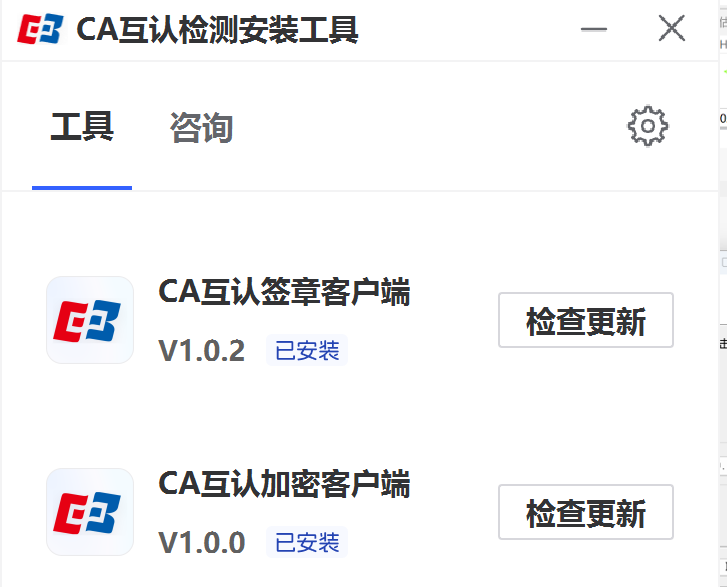 CA互认检测安装工具
工具 咨询
CA互认签章客户端
V1.0.2 已安装
检查更新
CA互认加密客户端
V1.0.0 已安装
检查更新